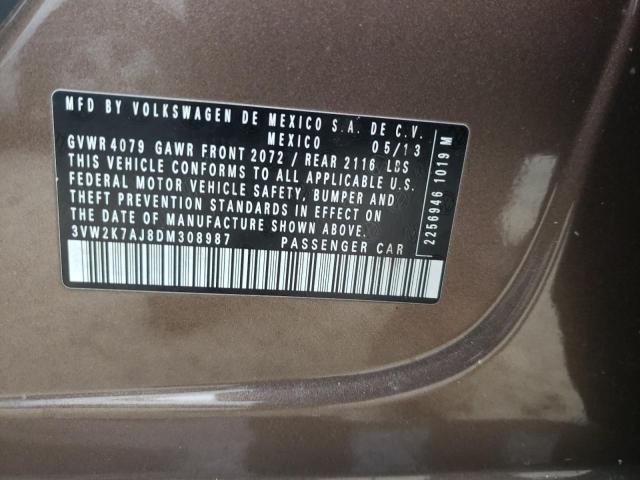 MFD BY VOLKSWAGEN DE MEXICO S.A. DE C.V.
MEXICO 05/13
GVWR 4079 GAWR FRONT 2072 / REAR 2116 LBS
THIS VEHICLE CONFORMS TO ALL APPLICABLE U.S.
FEDERAL MOTOR VEHICLE SAFETY, BUMPER AND
THEFT PREVENTION STANDARDS IN EFFECT ON
THE DATE OF MANUFACTURE SHOWN ABOVE.
3VW2K7AJ8DM308987 PASSENGER CAR
2256946 1019 M